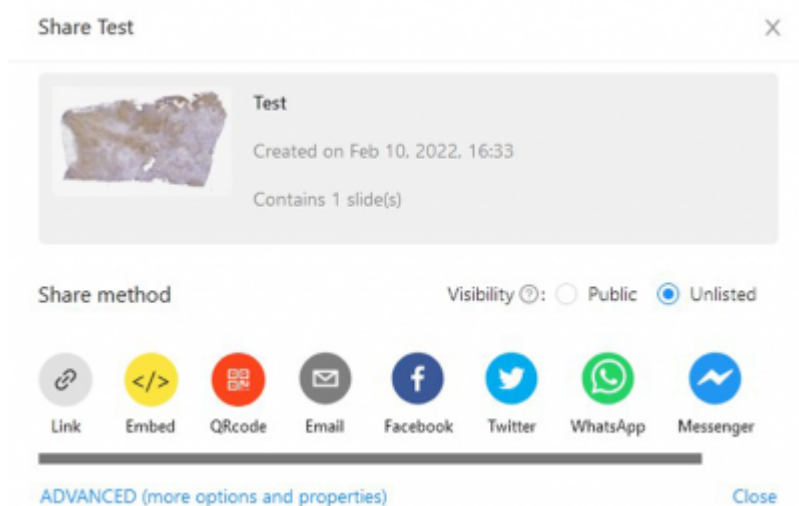 Share Test
Test
Created on Feb 10, 2022, 16:33
Contains 1 slide(s)
Share method
Visibility ?: Public Unlisted
</>
Link Embed QRcode Email Facebook Twitter WhatsApp Messenger
ADVANCED (more options and properties) Close